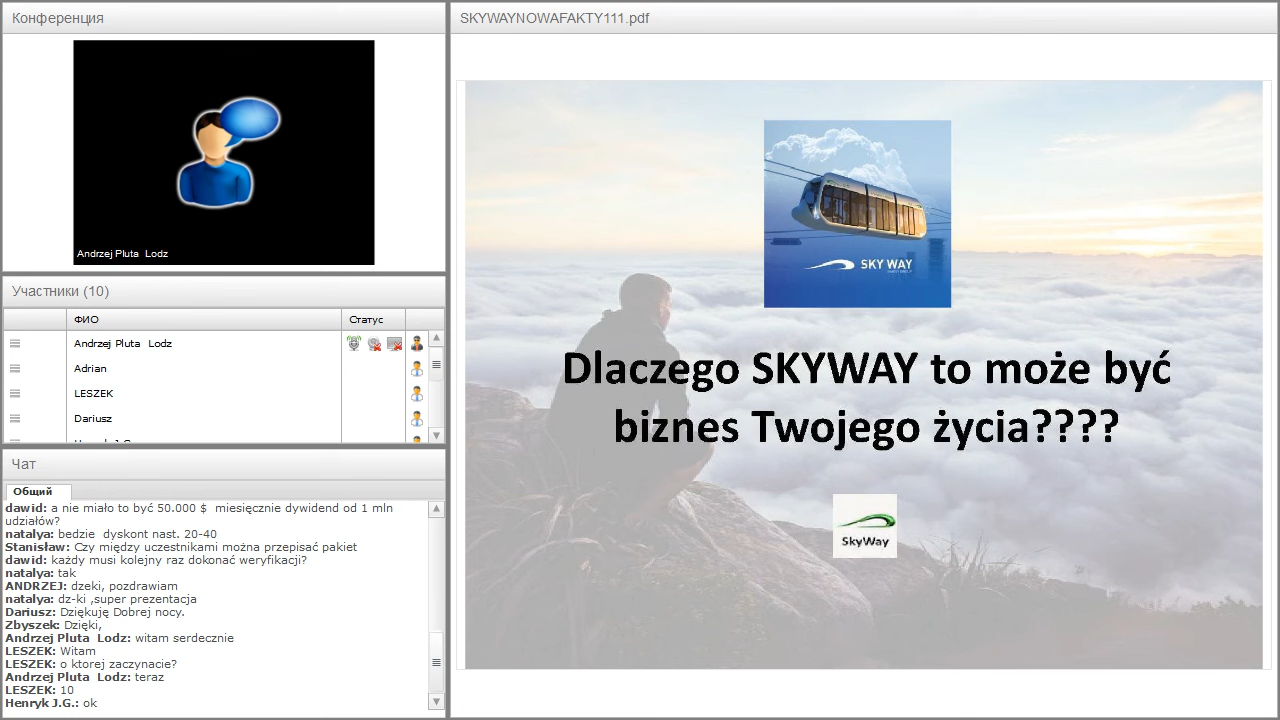 Конференция
Andrzej Pluta Lodz
Участники (10)
ФИО
Статус
Andrzej Pluta Lodz
Adrian
LESZEK
Dariusz
Чат
Общий
dawid: a nie miało to być 50.000 $ miesięcznie dywidend od 1 mln
udziałów?
natalya: bedzie dyskont nast. 20-40
Stanisław: Czy między uczestnikami można przepisać pakiet
dawid: każdy musi kolejny raz dokonać weryfikacji?
natalya: tak
ANDRZEJ: dzeki, pozdrawiam
natalya: dz-ki ,super prezentacja
Dariusz: Dziękuję Dobrej nocy.
Zbyszek: Dzięki,
Andrzej Pluta Lodz: witam serdecznie
LESZEK: Witam
LESZEK: o ktorej zaczynacie?
Andrzej Pluta Lodz: teraz
LESZEK: 10
Henryk J.G.: ok
SKYWAYNOWAFAKTY111.pdf
SKY WAY
Dlaczego SKYWAY to może być
biznes Twojego życia????
SkyWay